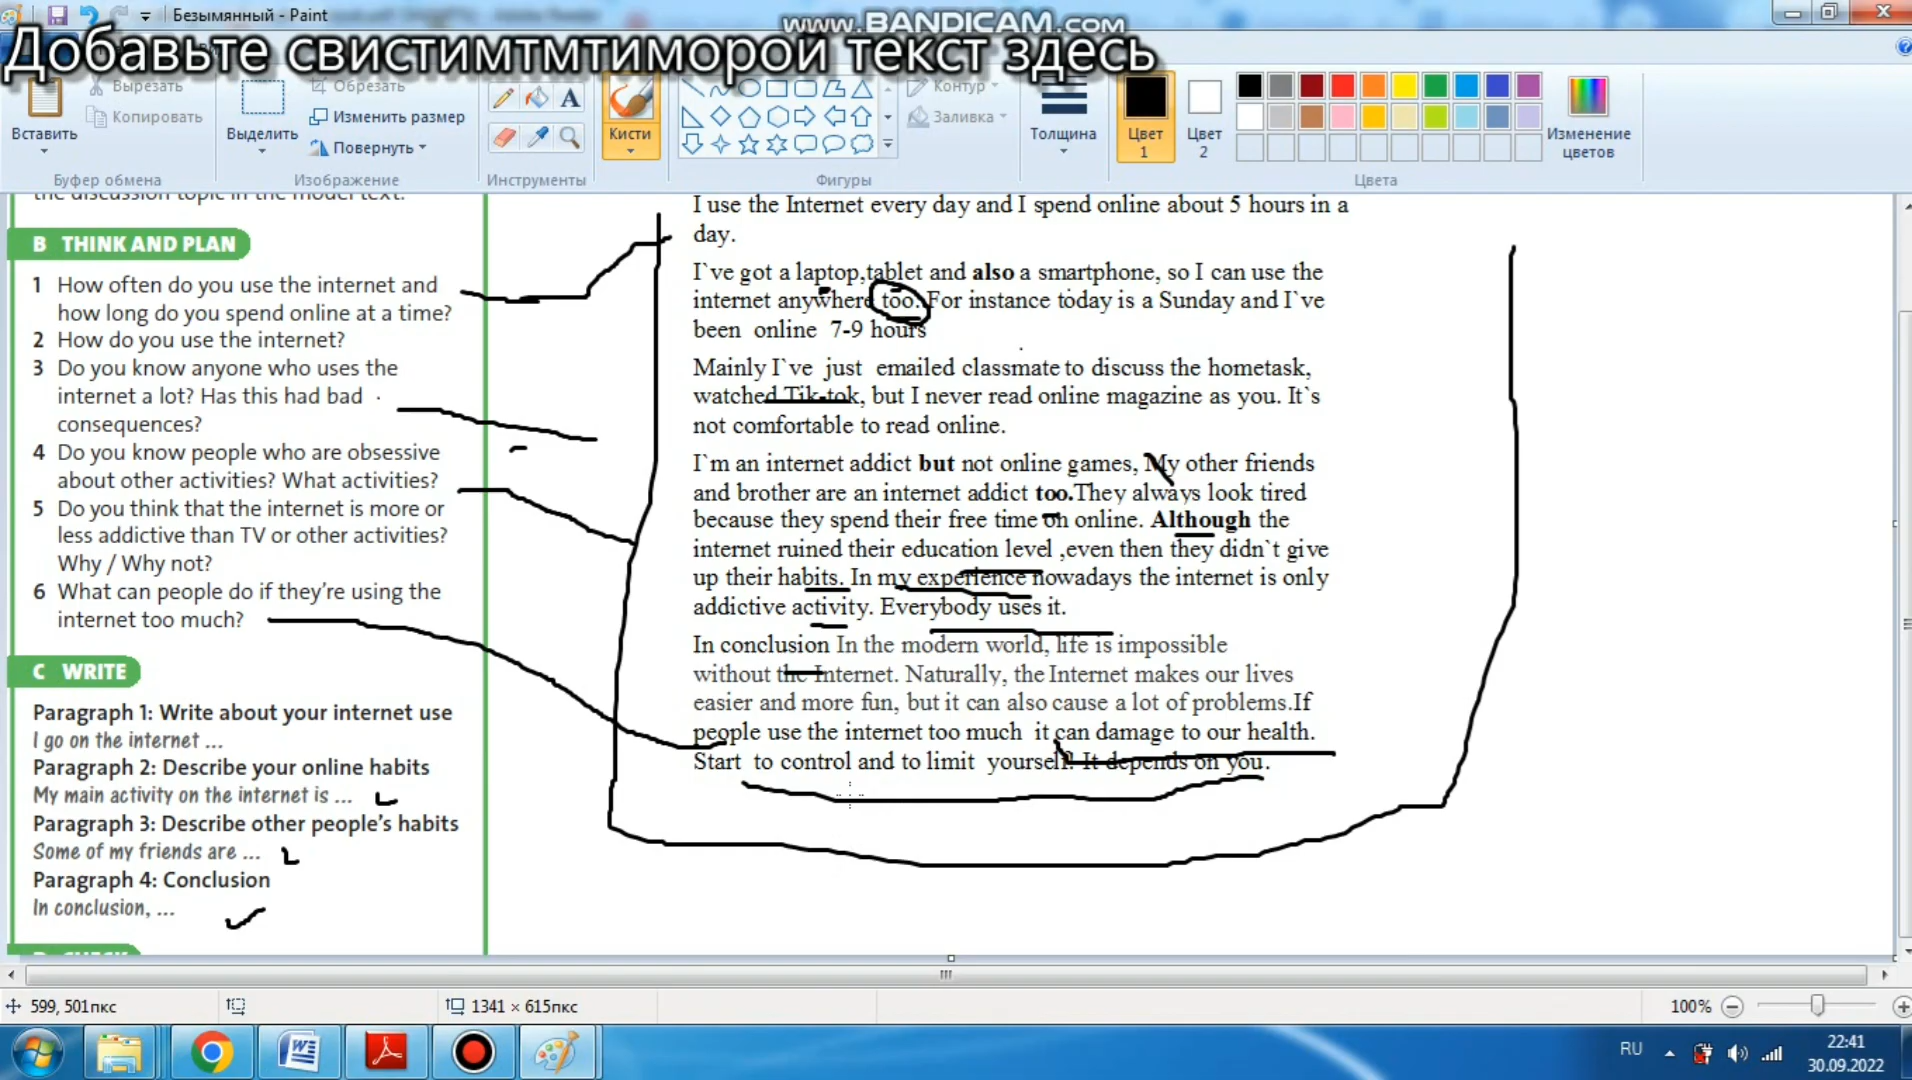 Безымянный - Paint
www.BANDICAM.com
Добавьте свистимтмтиморой текст здесь
Вставить
Вырезать
Копировать
Буфер обмена
Выделить
Обрезать
Изменить размер
Повернуть
Изображение
Инструменты
Кисти
Фигуры
Контур
Заливка
Толщина
Цвет
1
Цвет
2
Изменение
цветов
Цвета
the discussion topic in the model text.
B THINK AND PLAN
1 How often do you use the internet and
how long do you spend online at a time?
2 How do you use the internet?
3 Do you know anyone who uses the
internet a lot? Has this had bad
consequences?
4 Do you know people who are obsessive
about other activities? What activities?
5 Do you think that the internet is more or
less addictive than TV or other activities?
Why / Why not?
6 What can people do if they're using the
internet too much?
C WRITE
Paragraph 1: Write about your internet use
I go on the internet ...
Paragraph 2: Describe your online habits
My main activity on the internet is ...
Paragraph 3: Describe other people's habits
Some of my friends are ...
Paragraph 4: Conclusion
In conclusion, ...
I use the Internet every day and I spend online about 5 hours in a
day.
I`ve got a laptop,tablet and also a smartphone, so I can use the
internet anywhere too. For instance today is a Sunday and I`ve
been online 7-9 hours
Mainly I`ve just emailed classmate to discuss the hometask,
watched Tik-tok, but I never read online magazine as you. It`s
not comfortable to read online.
I`m an internet addict but not online games, My other friends
and brother are an internet addict too.They always look tired
because they spend their free time on online. Although the
internet ruined their education level ,even then they didn`t give
up their habits. In my experience nowadays the internet is only
addictive activity. Everybody uses it.
In conclusion In the modern world, life is impossible
without the Internet. Naturally, the Internet makes our lives
easier and more fun, but it can also cause a lot of problems.If
people use the internet too much it can damage to our health.
Start to control and to limit yourself. It depends on you.
599, 501пкс
1341 × 615пкс
100%
RU
22:41
30.09.2022